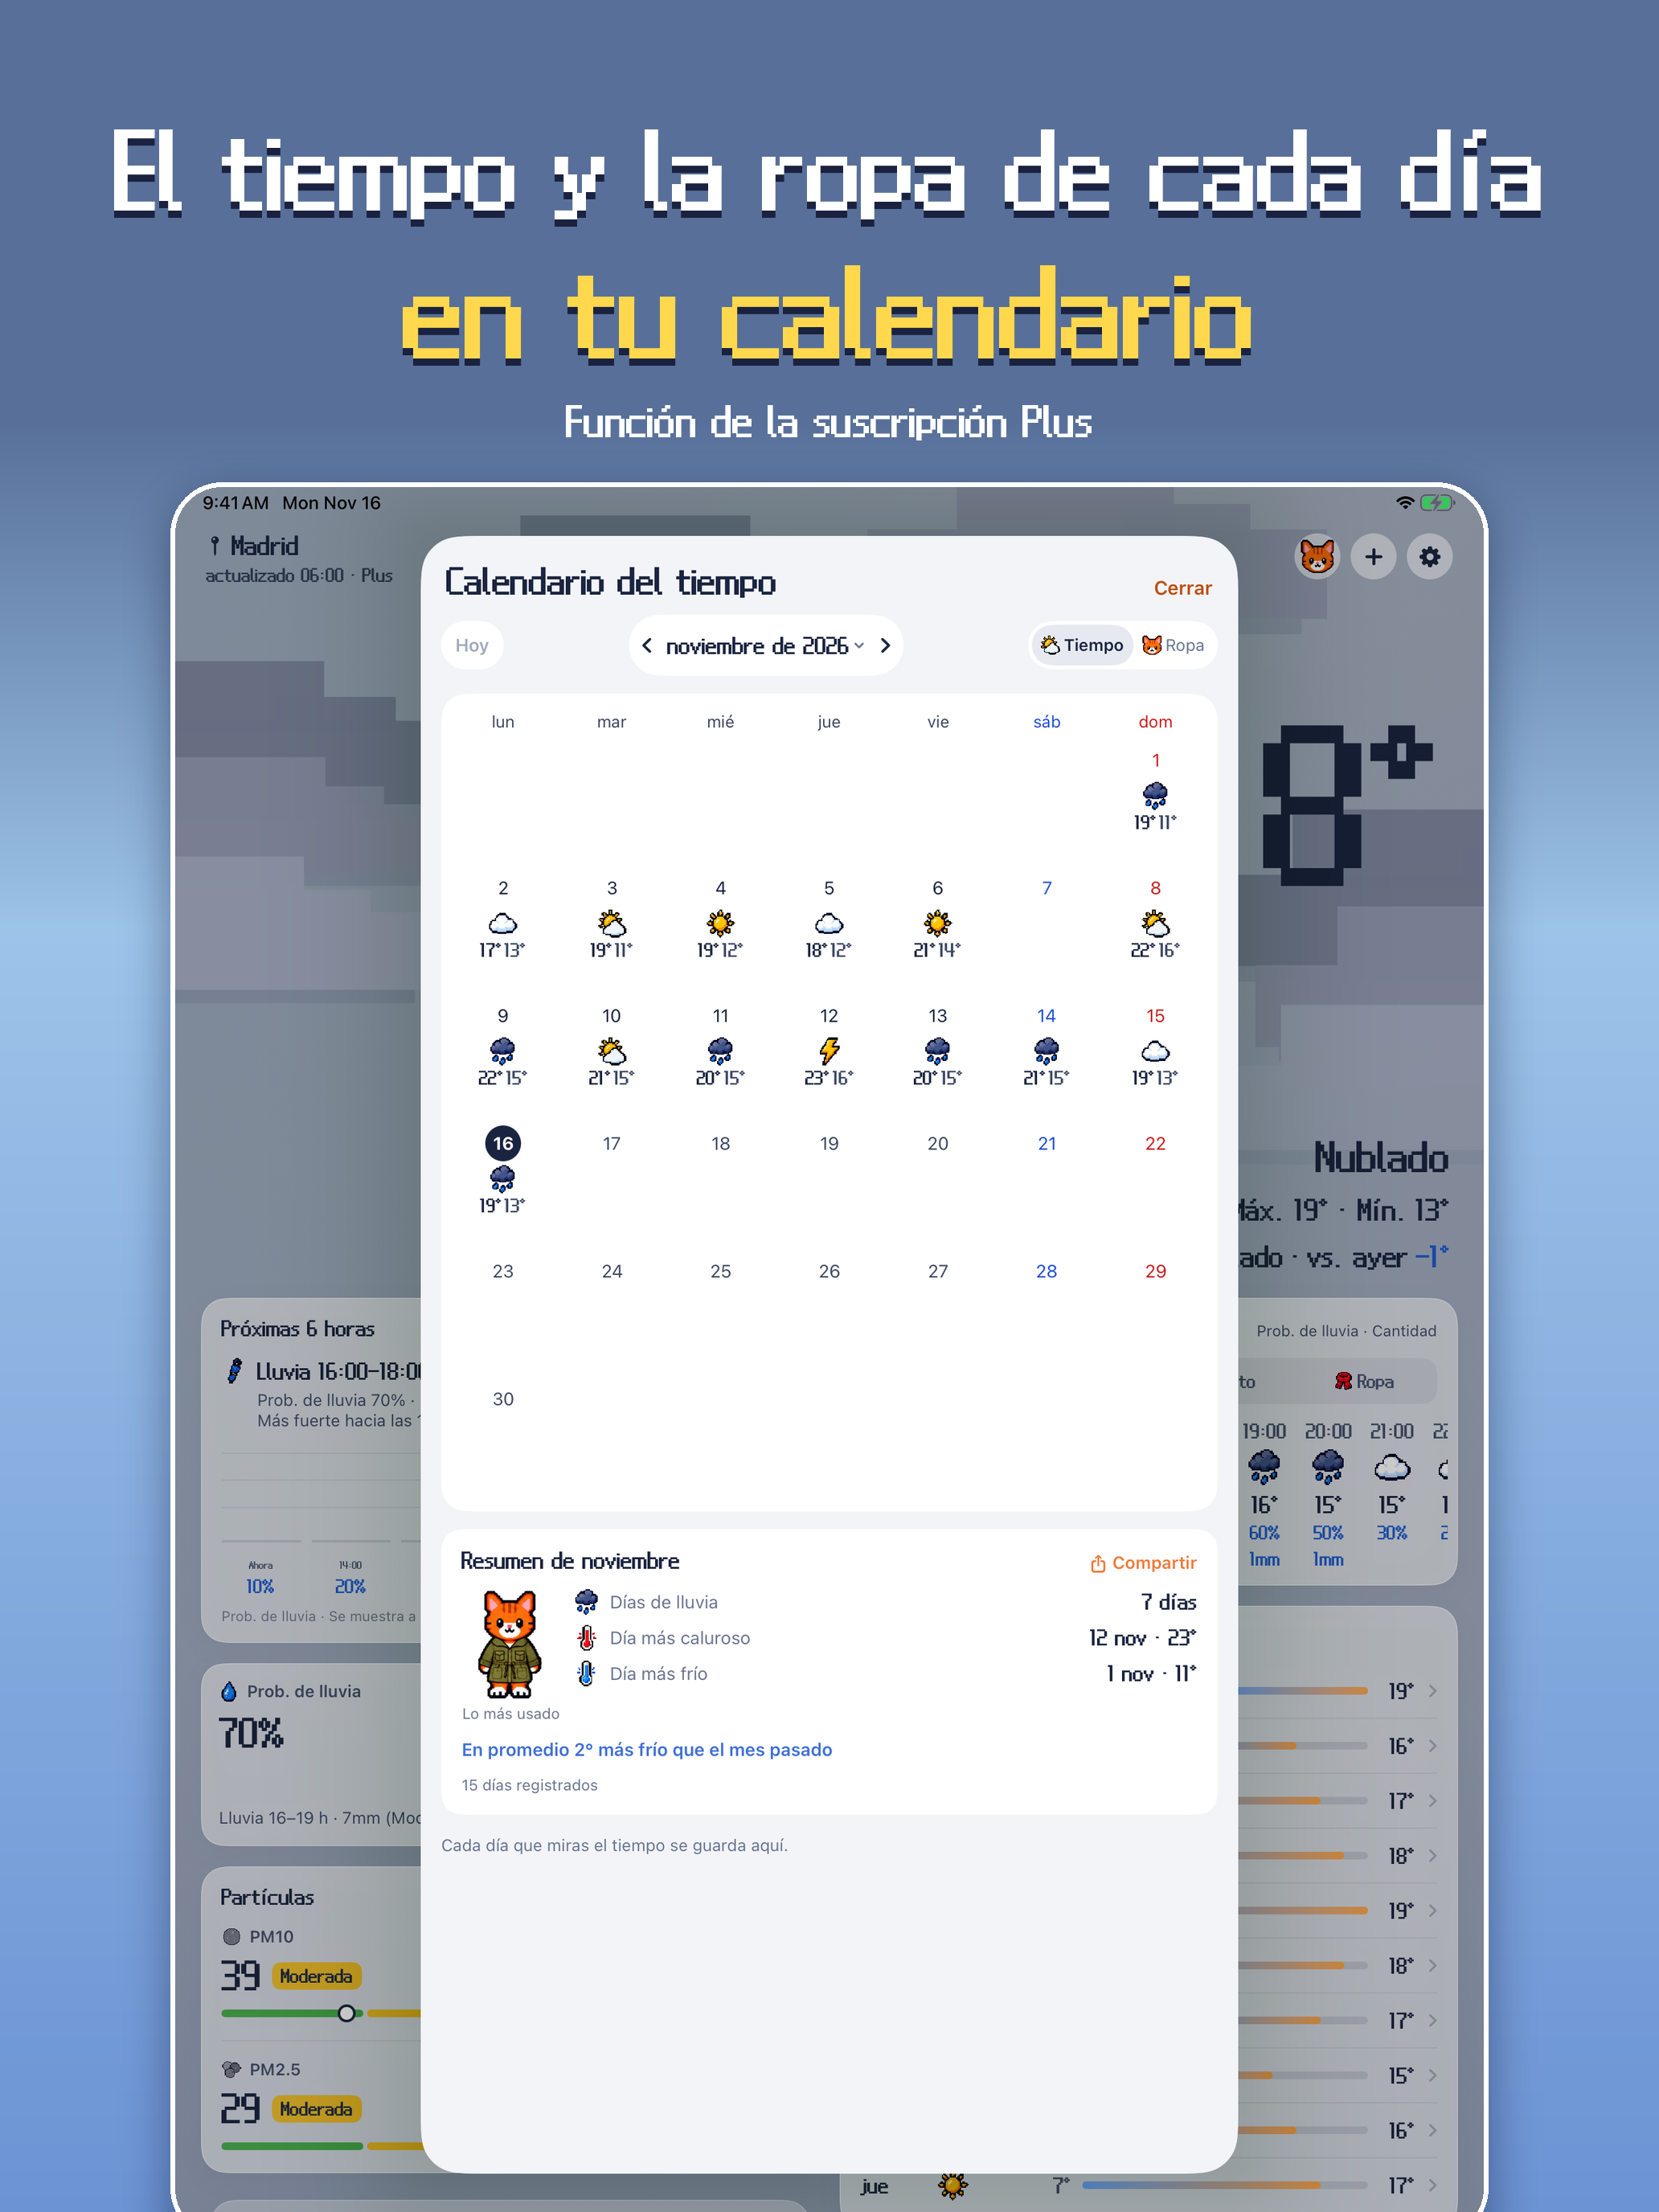 El tiempo y la ropa de cada día
en tu calendario
Función de la suscripción Plus
9:41 AM Mon Nov 16
Madrid
actualizado 06:00 · Plus
Calendario del tiempo
Cerrar
Hoy
noviembre de 2026
Tiempo
Ropa
lun mar mié jue vie sáb dom
1
19° 11°
2 3 4 5 6 7 8
17° 13° 19° 11° 19° 12° 18° 12° 21° 14° 22° 16°
9 10 11 12 13 14 15
22° 15° 21° 15° 20° 15° 23° 16° 20° 15° 21° 15° 19° 13°
16 17 18 19 20 21 22
19° 13°
23 24 25 26 27 28 29
30
8°
Nublado
Máx. 19° · Mín. 13°
vs. ayer -1°
Resumen de noviembre
Compartir
Días de lluvia 7 días
Día más caluroso 12 nov · 23°
Día más frío 1 nov · 11°
Lo más usado
En promedio 2° más frío que el mes pasado
15 días registrados
Cada día que miras el tiempo se guarda aquí.
Próximas 6 horas
Lluvia 16:00-18:00
Prob. de lluvia 70% ·
Más fuerte hacia las
Ahora 14:00
10% 20%
Prob. de lluvia · Se muestra a
Prob. de lluvia
70%
Lluvia 16–19 h · 7mm
Partículas
PM10
39 Moderada
PM2.5
29 Moderada
Prob. de lluvia · Cantidad
Ropa
19:00 20:00 21:00
16° 15° 15°
60% 50% 30%
1mm 1mm
19°
16°
17°
18°
19°
18°
17°
15°
16°
jue 7° 17°